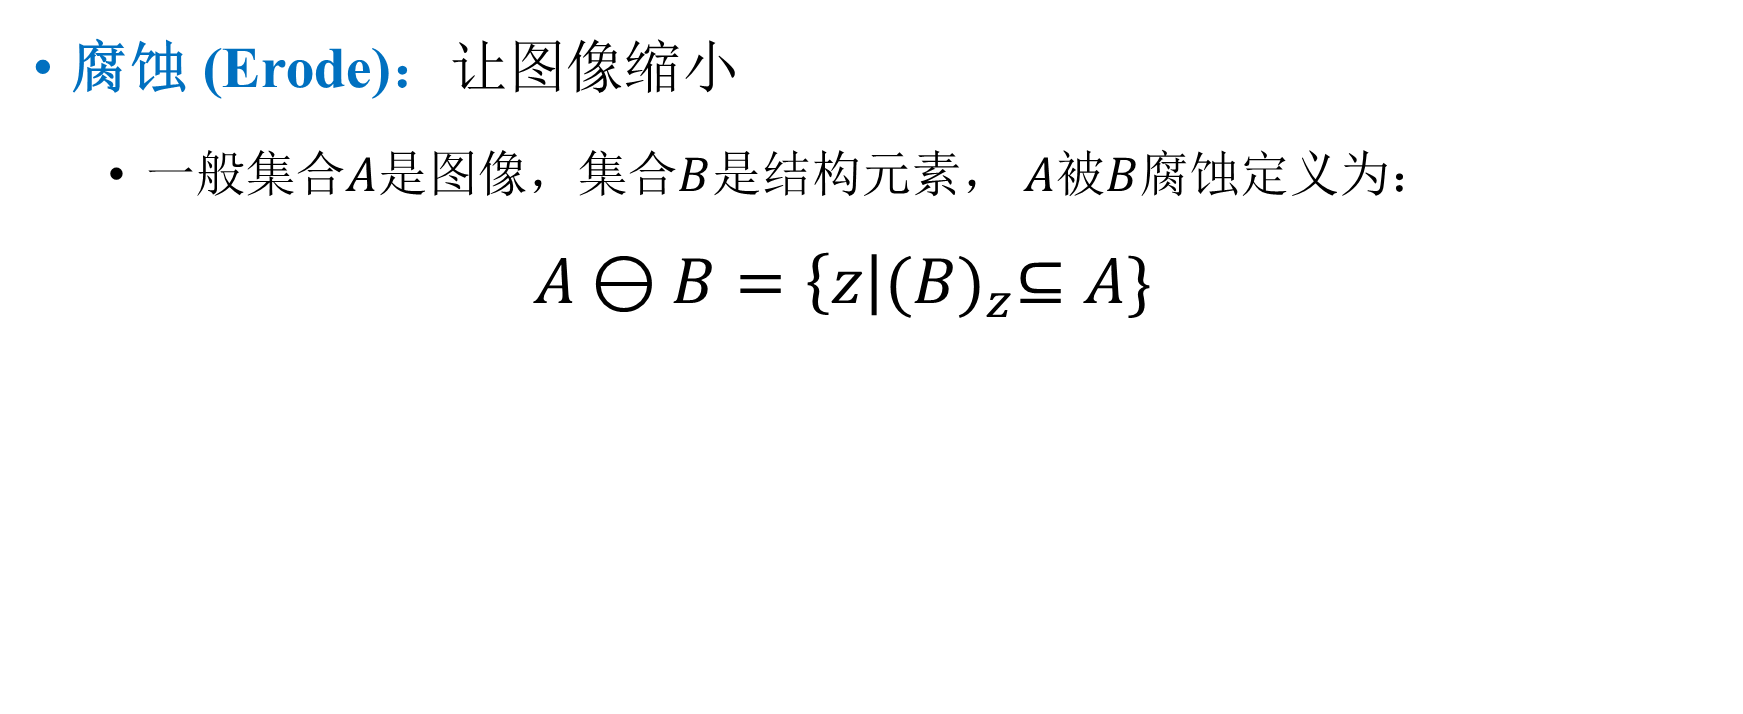 • 腐蚀 (Erode)：让图像缩小
• 一般集合A是图像，集合B是结构元素， A被B腐蚀定义为：
A ⊖ B = {z|(B)z⊆ A}